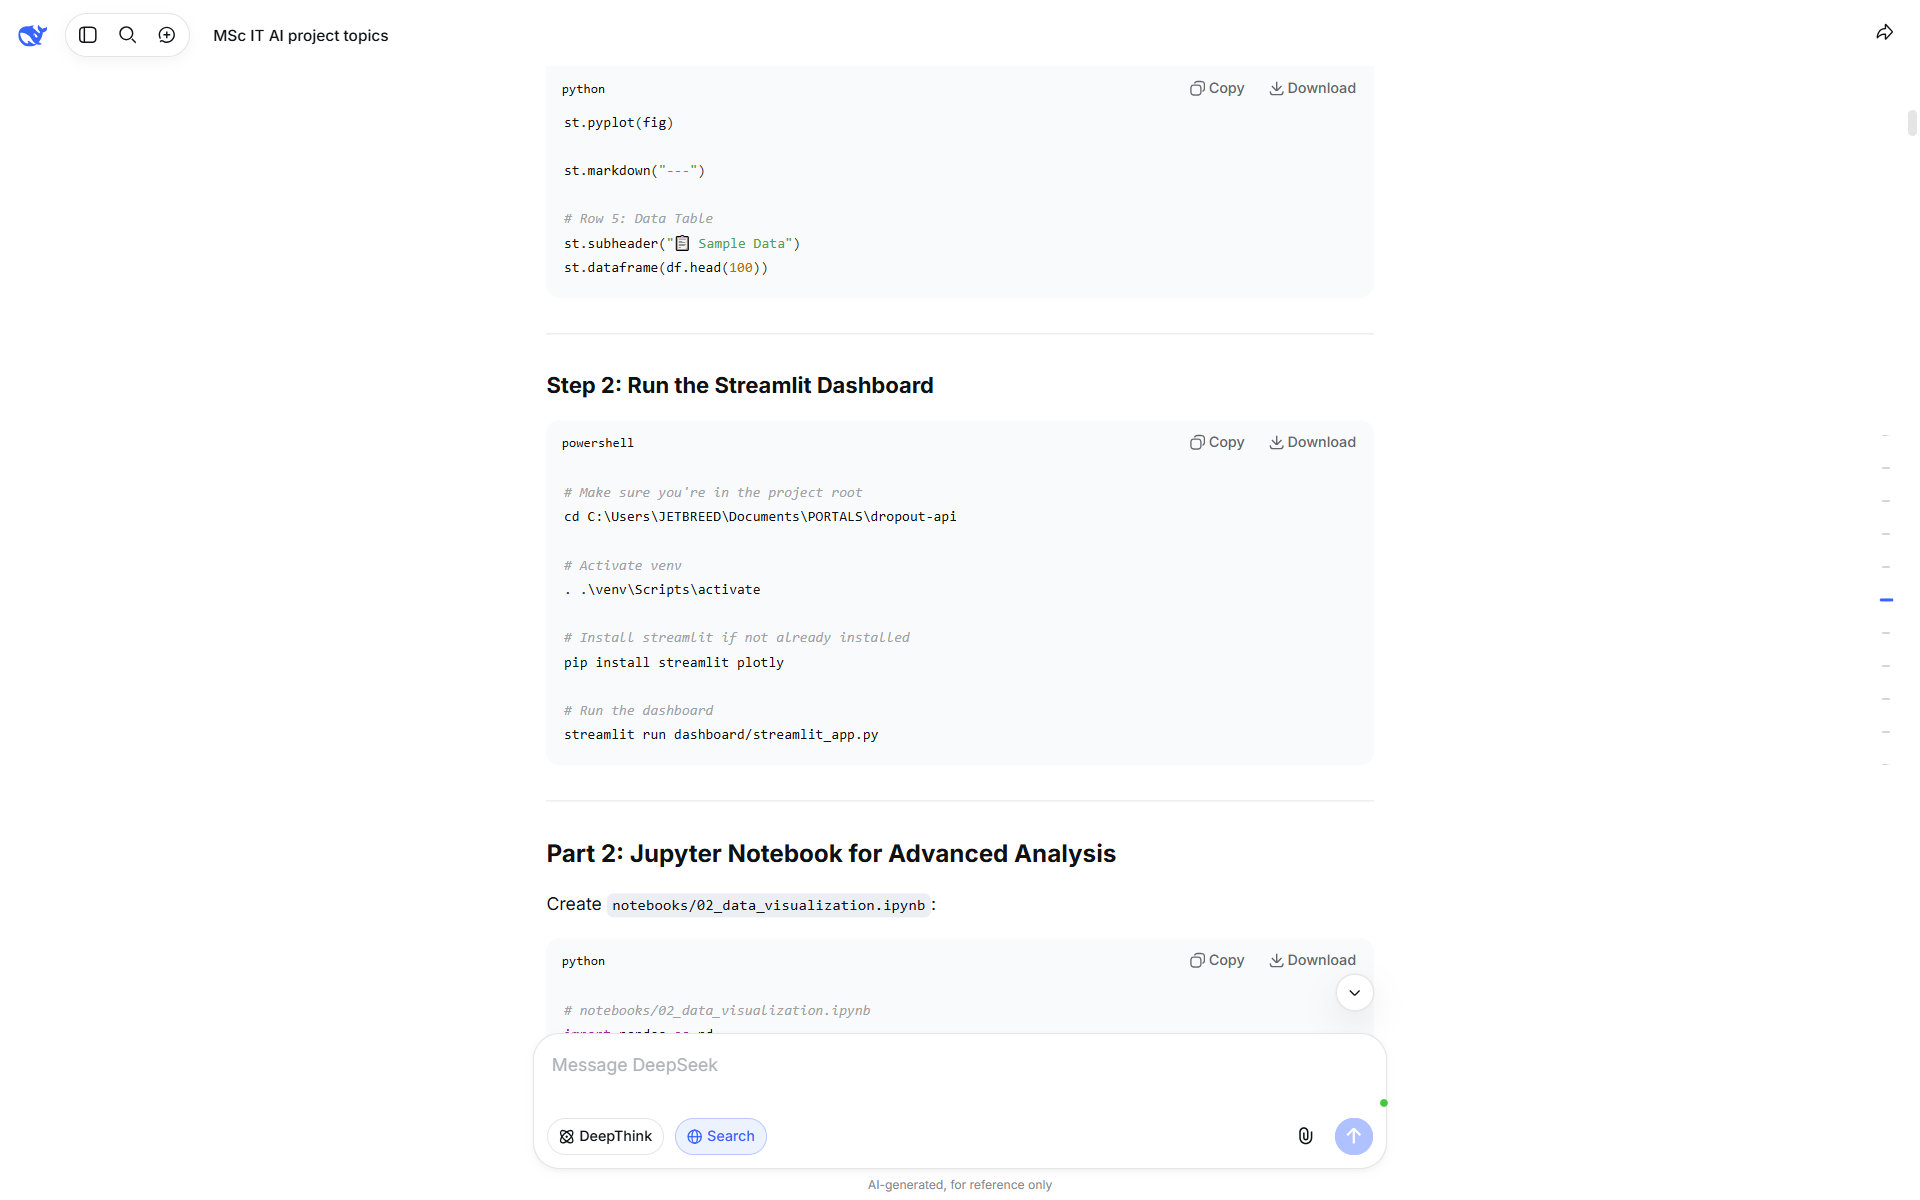 MSc IT AI project topics
python
Copy
Download
st.pyplot(fig)
st.markdown("---")
# Row 5: Data Table
st.subheader("📋 Sample Data")
st.dataframe(df.head(100))
Step 2: Run the Streamlit Dashboard
powershell
Copy
Download
# Make sure you're in the project root
cd C:\Users\JETBREED\Documents\PORTALS\dropout-api
# Activate venv
. .\venv\Scripts\activate
# Install streamlit if not already installed
pip install streamlit plotly
# Run the dashboard
streamlit run dashboard/streamlit_app.py
Part 2: Jupyter Notebook for Advanced Analysis
Create notebooks/02_data_visualization.ipynb:
python
Copy
Download
# notebooks/02_data_visualization.ipynb
Message DeepSeek
DeepThink
Search
AI-generated, for reference only